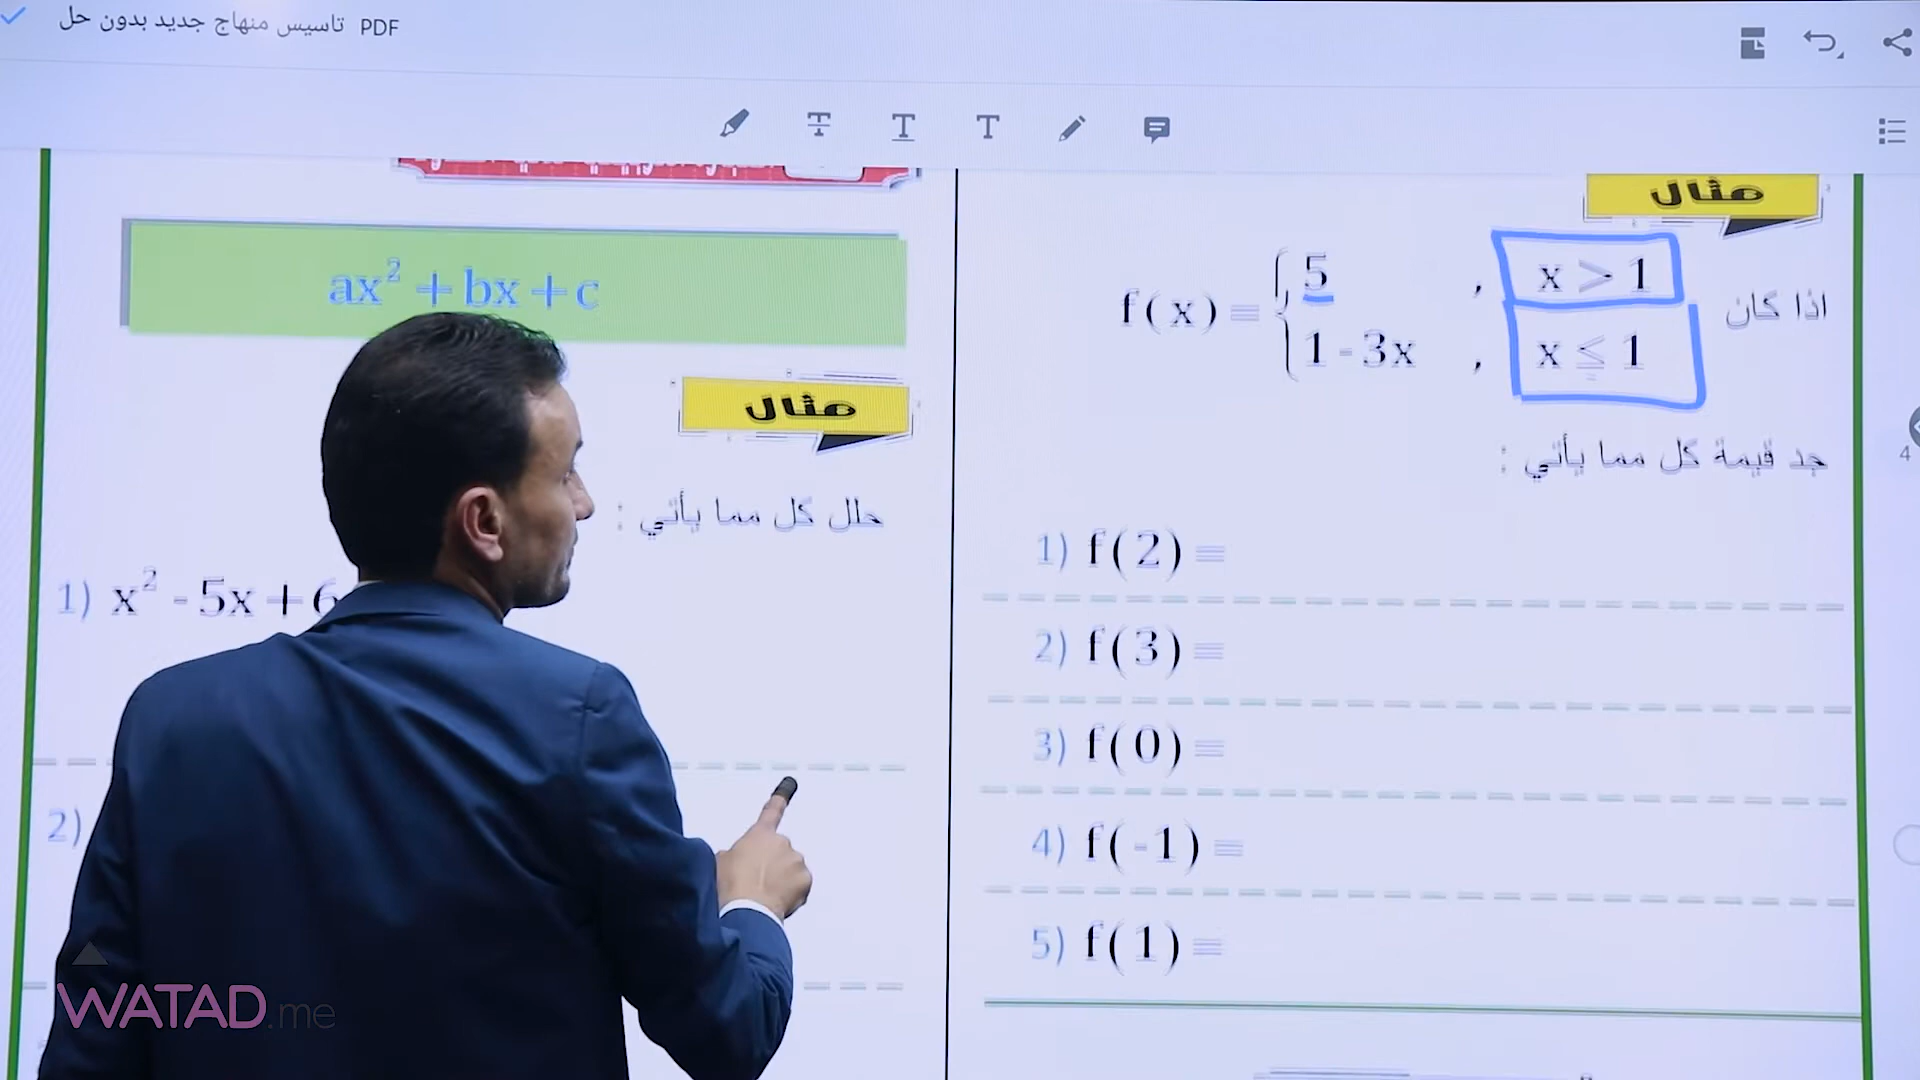 تاسيس منهاج جديد بدون حل PDF
ax² + bx + c
مثال
حلل كل مما يأتي :
1) x² - 5x + 6
2)
مثال
اذا كان f(x) = { 5 , x > 1
1 - 3x , x ≤ 1
جد قيمة كل مما يأتي :
1) f(2) =
2) f(3) =
3) f(0) =
4) f(-1) =
5) f(1) =
4
WATAD.me